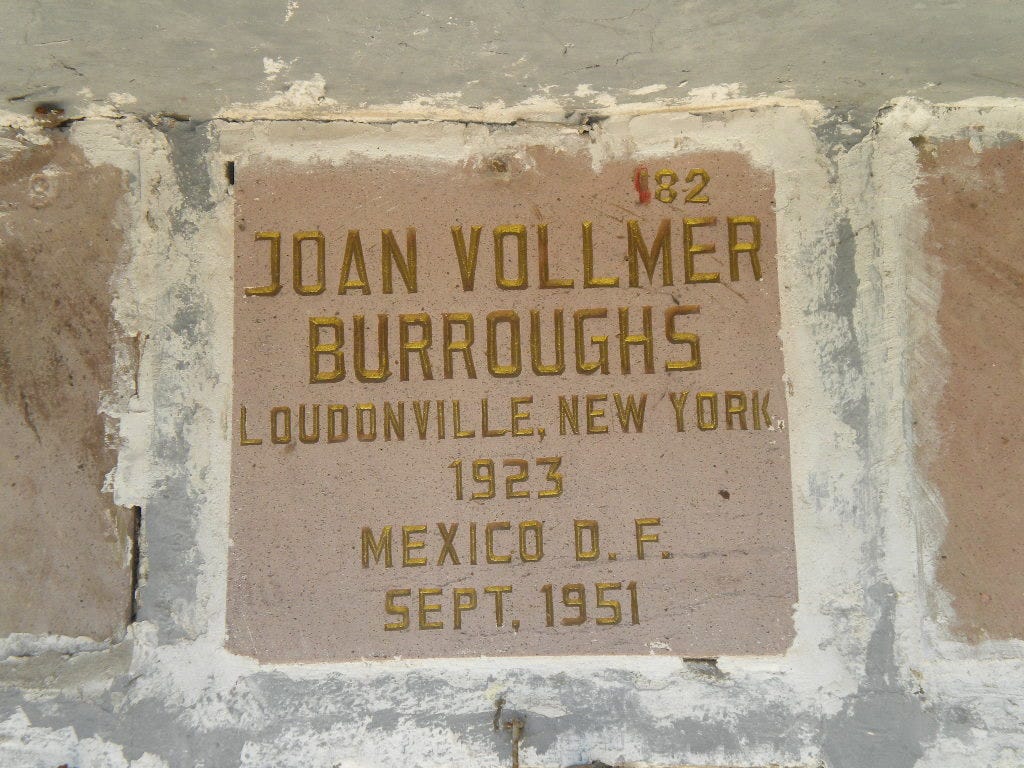 182
JOAN VOLLMER
BURROUGHS
LOUDONVILLE, NEW YORK
1923
MEXICO D. F.
SEPT. 1951